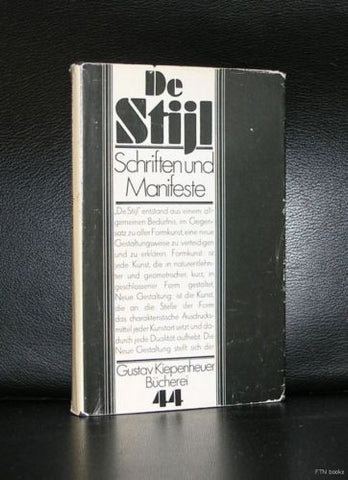 De
Stijl
Schriften und
Manifeste
„De Stijl" entstand aus einem all-
gemeinen Bedürfnis, im Gegen-
satz zu aller Formkunst, eine neue
Gestaltungsweise zu verteidigen
und zu erklären. Formkunst ist
jede Kunst, die in naturentlehn-
ter und geometrischer, kurz, in
geschlossener Form gestaltet.
Neue Gestaltung ist die Kunst,
die an die Stelle der Form
das charakteristische Ausdrucks-
mittel jeder Kunstart setzt und da-
durch jede Dualität aufhebt. Die
Neue Gestaltung stellt sich der
Gustav Kiepenheuer
Bücherei
44
FTN books